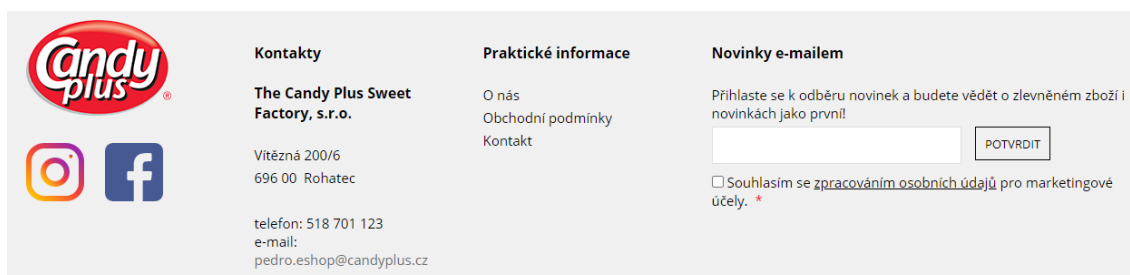 Candy
plus
®
Kontakty
The Candy Plus Sweet
Factory, s.r.o.
Vítězná 200/6
696 00 Rohatec
telefon: 518 701 123
e-mail:
pedro.eshop@candyplus.cz
Praktické informace
O nás
Obchodní podmínky
Kontakt
Novinky e-mailem
Přihlaste se k odběru novinek a budete vědět o zlevněném zboží i
novinkách jako první!
POTVRDIT
Souhlasím se zpracováním osobních údajů pro marketingové
účely. *